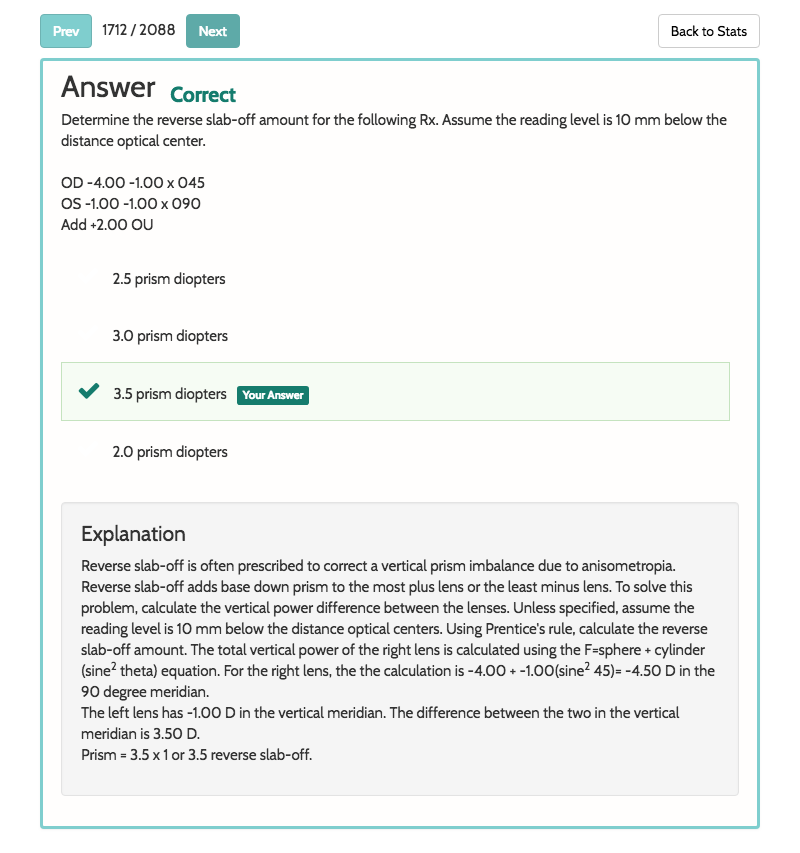 Prev 1712 / 2088 Next Back to Stats
Answer Correct
Determine the reverse slab-off amount for the following Rx. Assume the reading level is 10 mm below the
distance optical center.
OD -4.00 -1.00 x 045
OS -1.00 -1.00 x 090
Add +2.00 OU
2.5 prism diopters
3.0 prism diopters
3.5 prism diopters Your Answer
2.0 prism diopters
Explanation
Reverse slab-off is often prescribed to correct a vertical prism imbalance due to anisometropia.
Reverse slab-off adds base down prism to the most plus lens or the least minus lens. To solve this
problem, calculate the vertical power difference between the lenses. Unless specified, assume the
reading level is 10 mm below the distance optical centers. Using Prentice's rule, calculate the reverse
slab-off amount. The total vertical power of the right lens is calculated using the F=sphere + cylinder
(sine² theta) equation. For the right lens, the the calculation is -4.00 + -1.00(sine² 45)= -4.50 D in the
90 degree meridian.
The left lens has -1.00 D in the vertical meridian. The difference between the two in the vertical
meridian is 3.50 D.
Prism = 3.5 x 1 or 3.5 reverse slab-off.